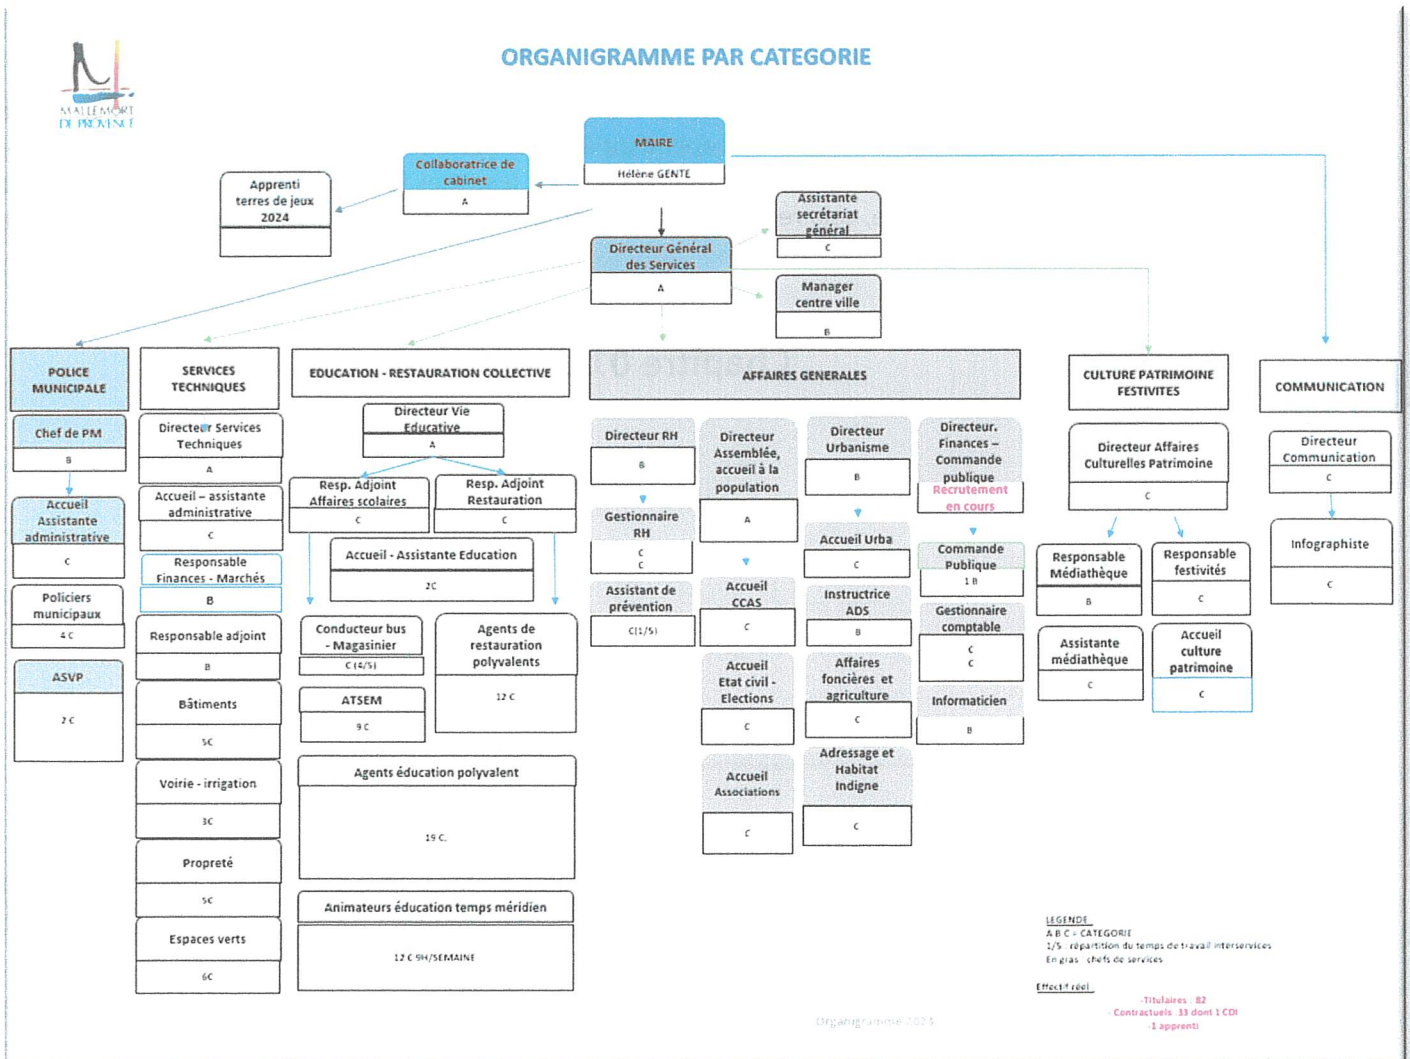 ORGANIGRAMME PAR CATEGORIE
MALLEMORT
DE PROVENCE
MAIRE
Hélène GENTE
Collaboratrice de
cabinet
A
Apprenti
terres de jeux
2024
Assistante
secrétariat
général
C
Directeur Général
des Services
A
Manager
centre ville
B
POLICE
MUNICIPALE
Chef de PM
B
Accueil
Assistante
administrative
C
Policiers
municipaux
4 C
ASVP
2 C
SERVICES
TECHNIQUES
Directeur Services
Techniques
A
Accueil – assistante
administrative
C
Responsable
Finances - Marchés
B
Responsable adjoint
B
Bâtiments
5C
Voirie - irrigation
3C
Propreté
5C
Espaces verts
6C
EDUCATION - RESTAURATION COLLECTIVE
Directeur Vie
Educative
A
Resp. Adjoint
Affaires scolaires
C
Resp. Adjoint
Restauration
C
Accueil - Assistante Education
2C
Conducteur bus
- Magasinier
C (4/5)
Agents de
restauration
polyvalents
12 C
ATSEM
9 C
Agents éducation polyvalent
19 C.
Animateurs éducation temps méridien
12 C 9H/SEMAINE
AFFAIRES GENERALES
Directeur RH
B
Gestionnaire
RH
C
C
Assistant de
prévention
C(1/5)
Directeur
Assemblée,
accueil à la
population
A
Accueil
CCAS
C
Accueil
Etat civil -
Elections
C
Accueil
Associations
C
Directeur
Urbanisme
B
Accueil Urba
C
Instructrice
ADS
B
Affaires
foncières et
agriculture
C
Adressage et
Habitat
Indigne
C
Directeur.
Finances –
Commande
publique
Recrutement
en cours
Commande
Publique
1 B
Gestionnaire
comptable
C
C
Informaticien
B
CULTURE PATRIMOINE
FESTIVITES
Directeur Affaires
Culturelles Patrimoine
C
Responsable
Médiathèque
B
Assistante
médiathèque
C
Responsable
festivités
C
Accueil
culture
patrimoine
C
COMMUNICATION
Directeur
Communication
C
Infographiste
C
LEGENDE
A B C = CATEGORIE
1/5 : répartition du temps de travail interservices
En gras : chefs de services
Effectif réel
-Titulaires : 82
- Contractuels :33 dont 1 CDI
-1 apprenti
Organigramme 2023